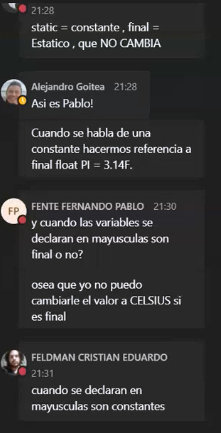 21:28
static = constante , final =
Estatico , que NO CAMBIA
Alejandro Goitea 21:28
Asi es Pablo!
Cuando se habla de una
constante hacermos referencia a
final float PI = 3.14F.
FP
FENTE FERNANDO PABLO 21:30
y cuando las variables se
declaran en mayusculas son
final o no?
osea que yo no puedo
cambiarle el valor a CELSIUS si
es final
FELDMAN CRISTIAN EDUARDO
21:31
cuando se declaran en
mayusculas son constantes